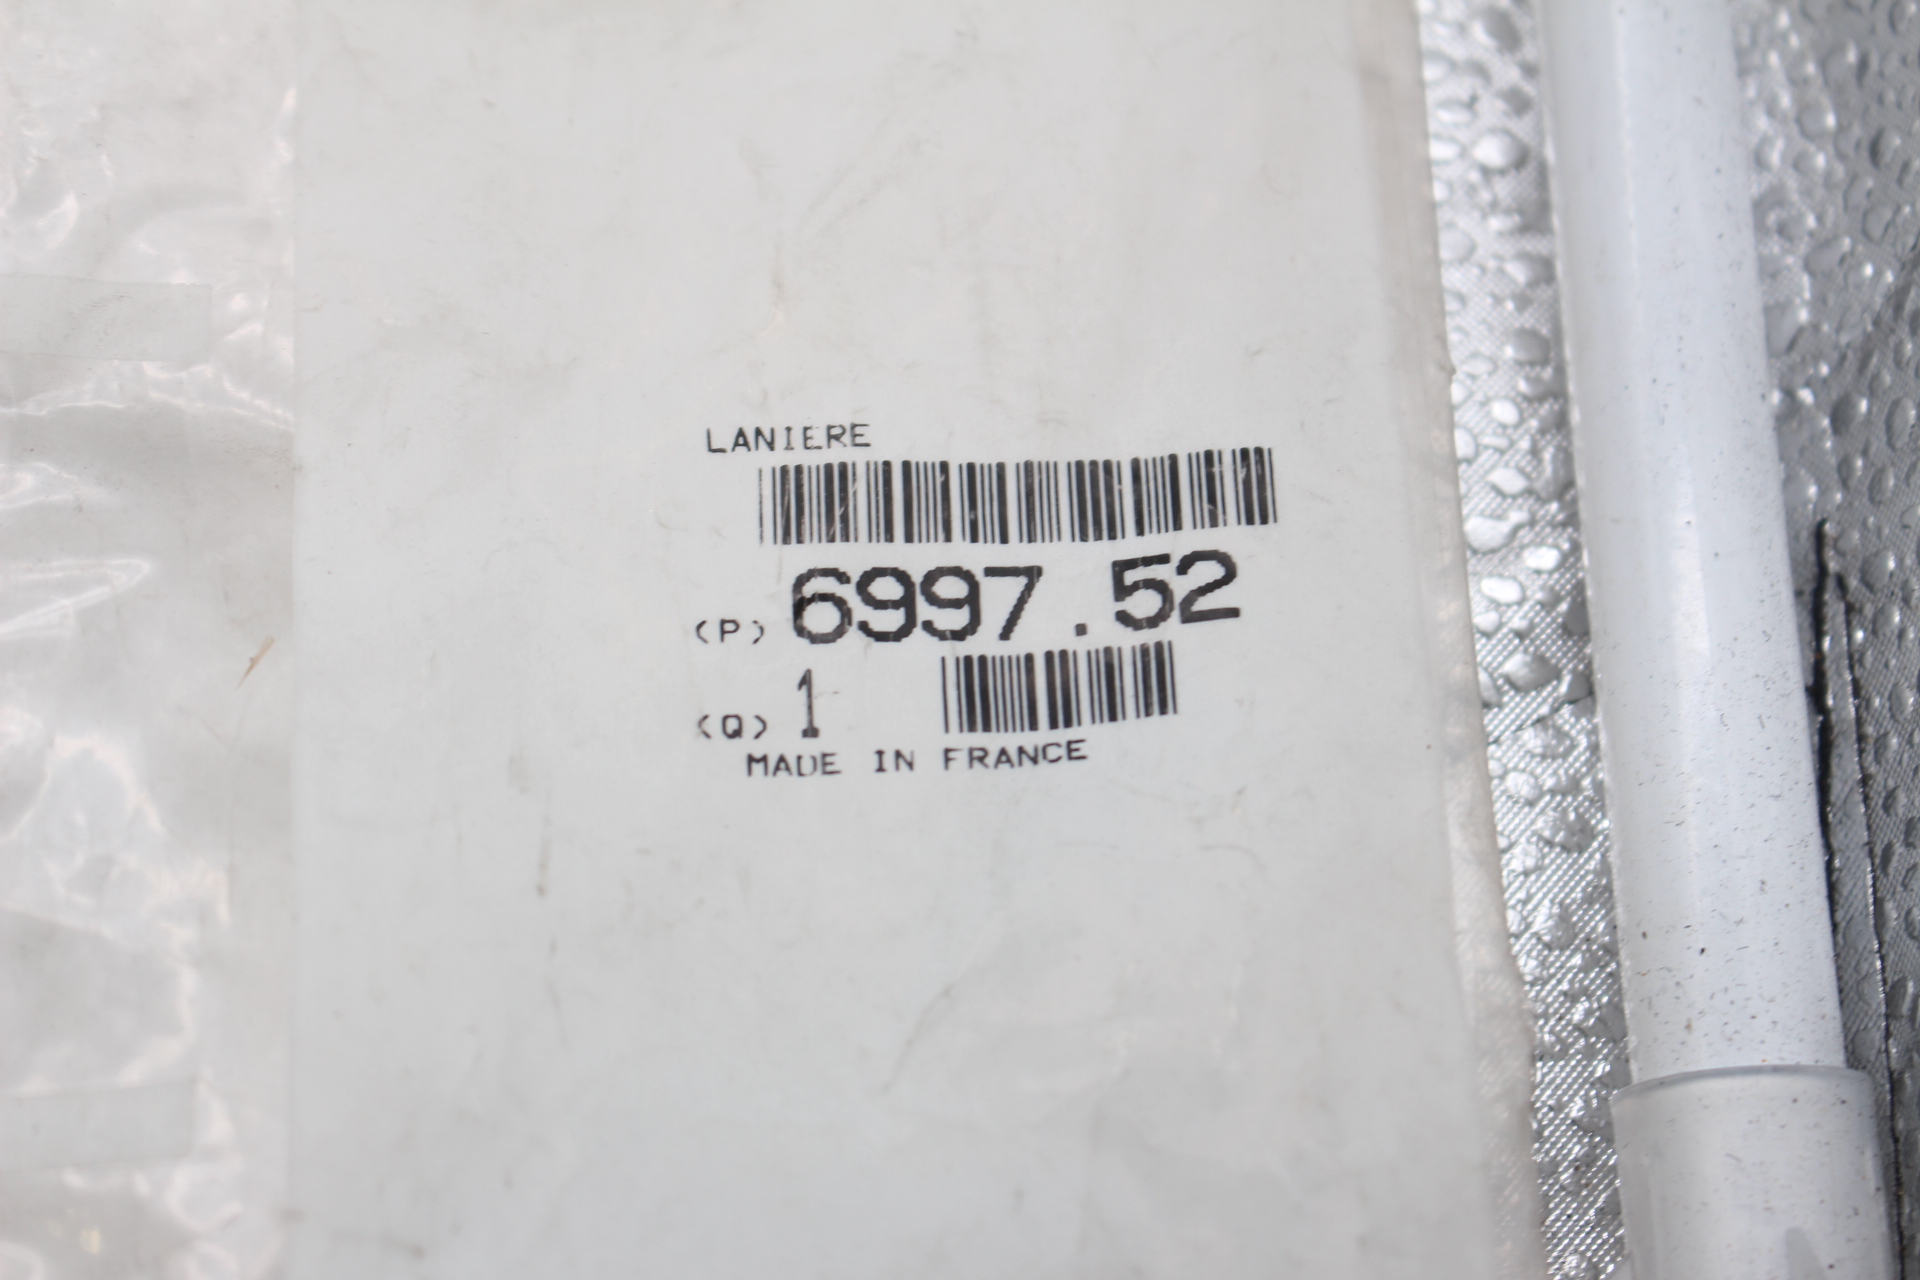 LANIERE
(P) 6997.52
(Q) 1
MADE IN FRANCE